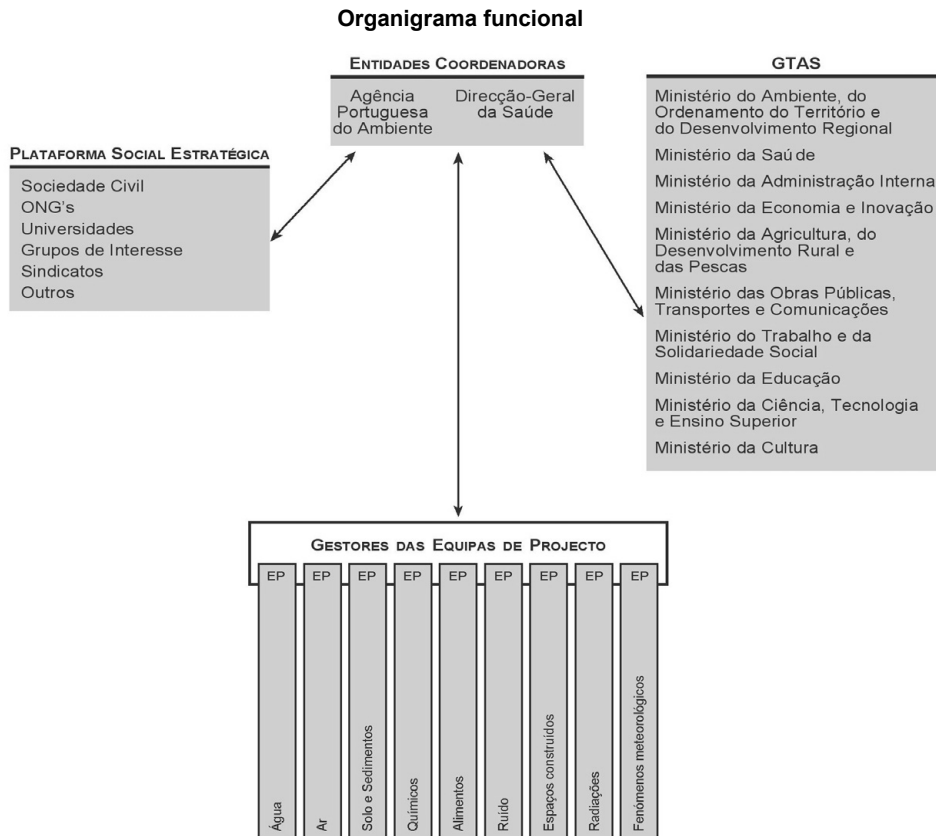 Organigrama funcional
ENTIDADES COORDENADORAS
Agência
Portuguesa
do Ambiente
Direcção-Geral
da Saúde
GTAS
Ministério do Ambiente, do
Ordenamento do Território e
do Desenvolvimento Regional
Ministério da Saúde
Ministério da Administração Interna
Ministério da Economia e Inovação
Ministério da Agricultura, do
Desenvolvimento Rural e
das Pescas
Ministério das Obras Públicas,
Transportes e Comunicações
Ministério do Trabalho e da
Solidariedade Social
Ministério da Educação
Ministério da Ciência, Tecnologia
e Ensino Superior
Ministério da Cultura
PLATAFORMA SOCIAL ESTRATÉGICA
Sociedade Civil
ONG's
Universidades
Grupos de Interesse
Sindicatos
Outros
GESTORES DAS EQUIPAS DE PROJECTO
EP EP EP EP EP EP EP EP EP
Água
Ar
Solo e Sedimentos
Químicos
Alimentos
Ruído
Espaços construídos
Radiações
Fenómenos meteorológicos